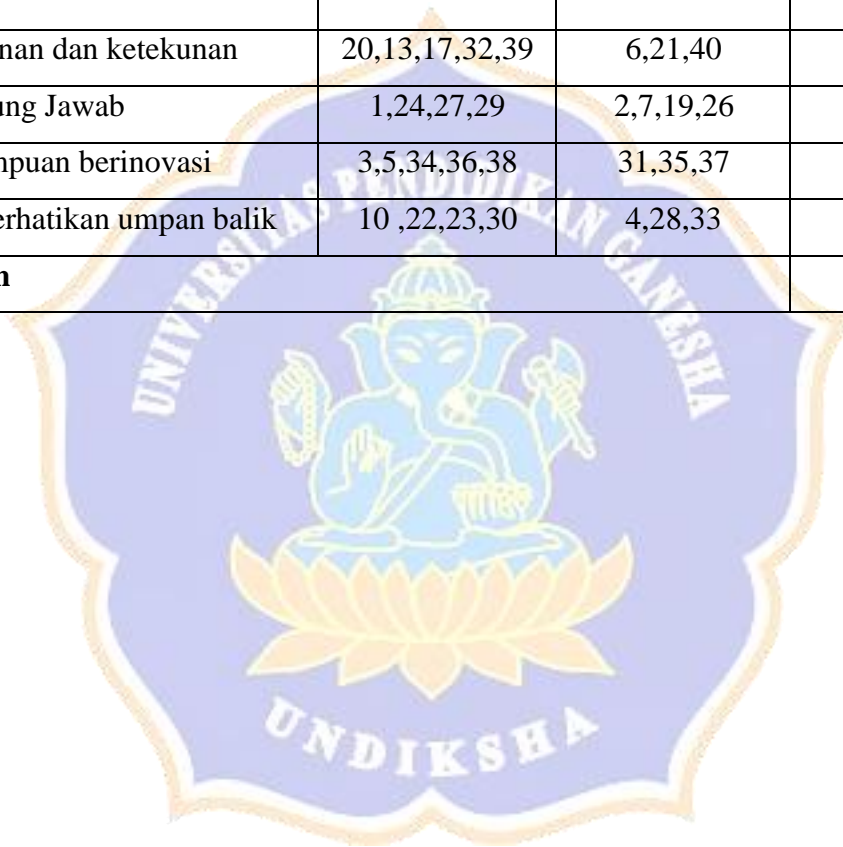 nan dan ketekunan 20,13,17,32,39 6,21,40
ung Jawab 1,24,27,29 2,7,19,26
mpuan berinovasi 3,5,34,36,38 31,35,37
erhatikan umpan balik 10 ,22,23,30 4,28,33
n
UNIVERSITAS PENDIDIKAN GANESHA
UNDIKSHA